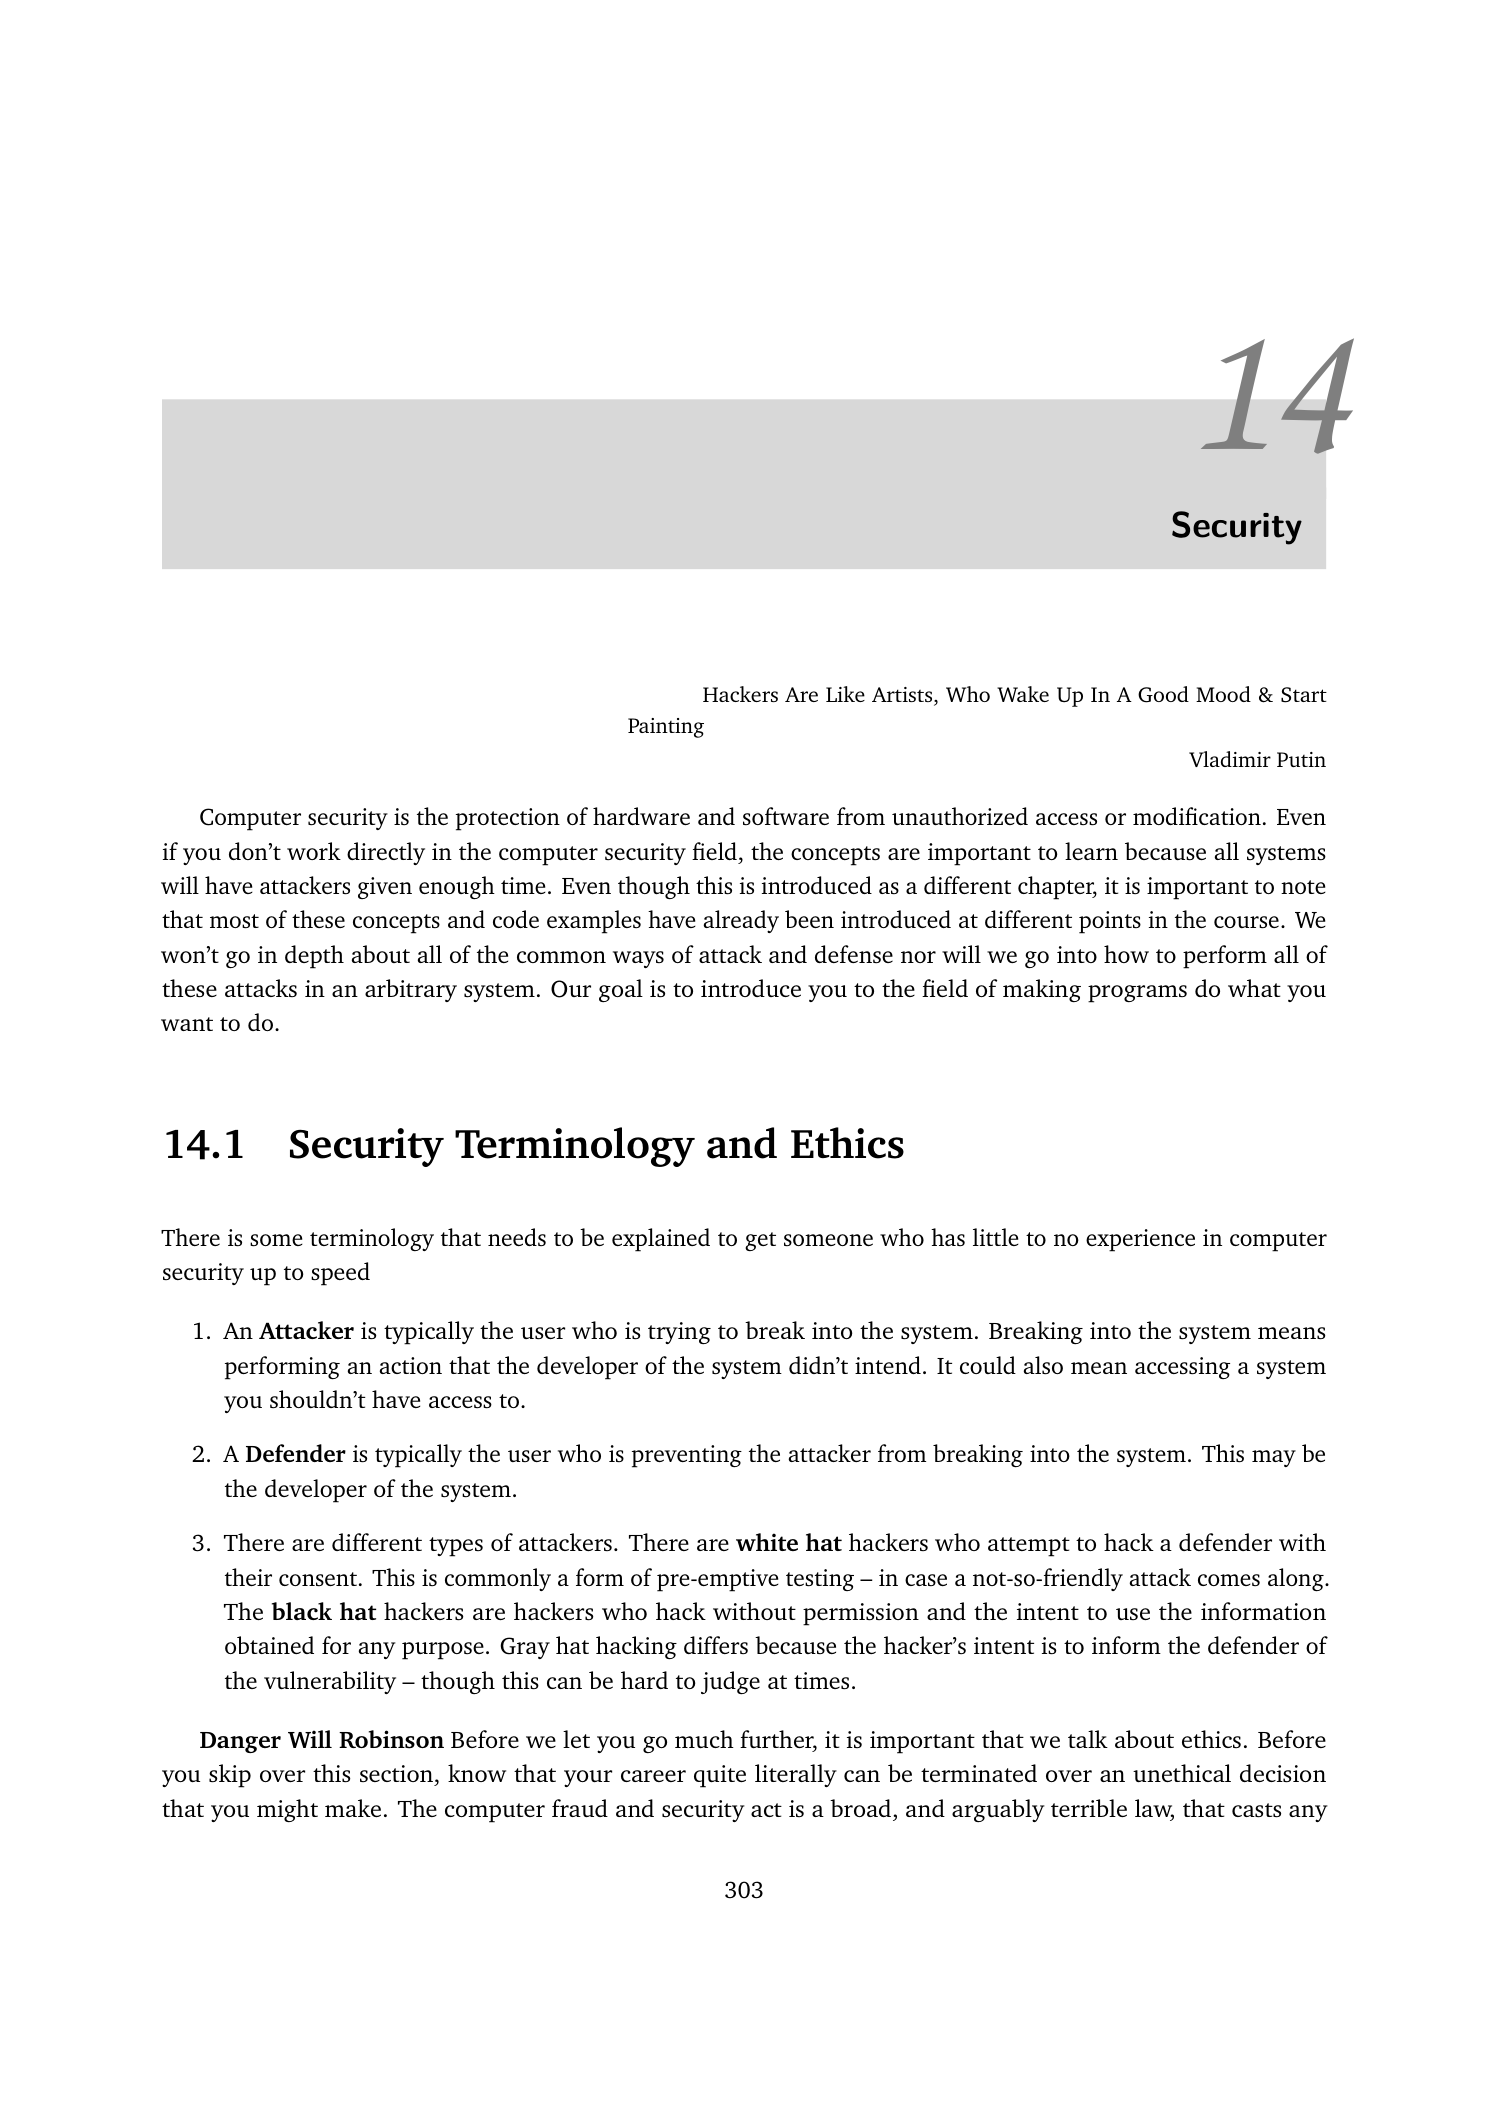 14
Security
Hackers Are Like Artists, Who Wake Up In A Good Mood & Start
Painting
Vladimir Putin
Computer security is the protection of hardware and software from unauthorized access or modification. Even
if you don’t work directly in the computer security field, the concepts are important to learn because all systems
will have attackers given enough time. Even though this is introduced as a different chapter, it is important to note
that most of these concepts and code examples have already been introduced at different points in the course. We
won’t go in depth about all of the common ways of attack and defense nor will we go into how to perform all of
these attacks in an arbitrary system. Our goal is to introduce you to the field of making programs do what you
want to do.
14.1 Security Terminology and Ethics
There is some terminology that needs to be explained to get someone who has little to no experience in computer
security up to speed
1. An Attacker is typically the user who is trying to break into the system. Breaking into the system means
performing an action that the developer of the system didn’t intend. It could also mean accessing a system
you shouldn’t have access to.
2. A Defender is typically the user who is preventing the attacker from breaking into the system. This may be
the developer of the system.
3. There are different types of attackers. There are white hat hackers who attempt to hack a defender with
their consent. This is commonly a form of pre-emptive testing – in case a not-so-friendly attack comes along.
The black hat hackers are hackers who hack without permission and the intent to use the information
obtained for any purpose. Gray hat hacking differs because the hacker’s intent is to inform the defender of
the vulnerability – though this can be hard to judge at times.
Danger Will Robinson Before we let you go much further, it is important that we talk about ethics. Before
you skip over this section, know that your career quite literally can be terminated over an unethical decision
that you might make. The computer fraud and security act is a broad, and arguably terrible law, that casts any
303